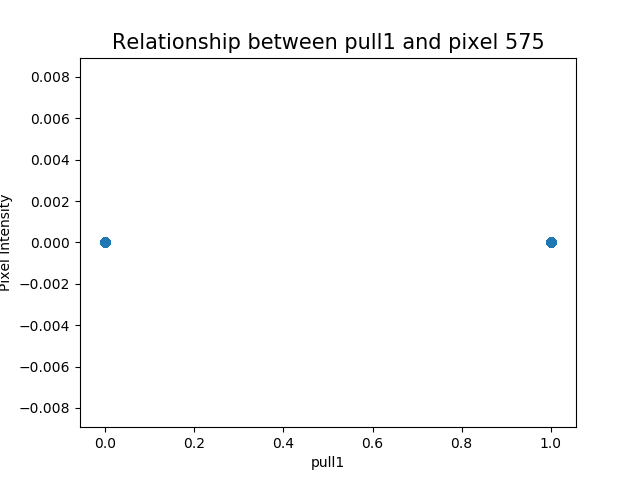 Relationship between pull1 and pixel 575
0.008
0.006
0.004
0.002
0.000
−0.002
−0.004
−0.006
−0.008
Pixel Intensity
0.0 0.2 0.4 0.6 0.8 1.0
pull1